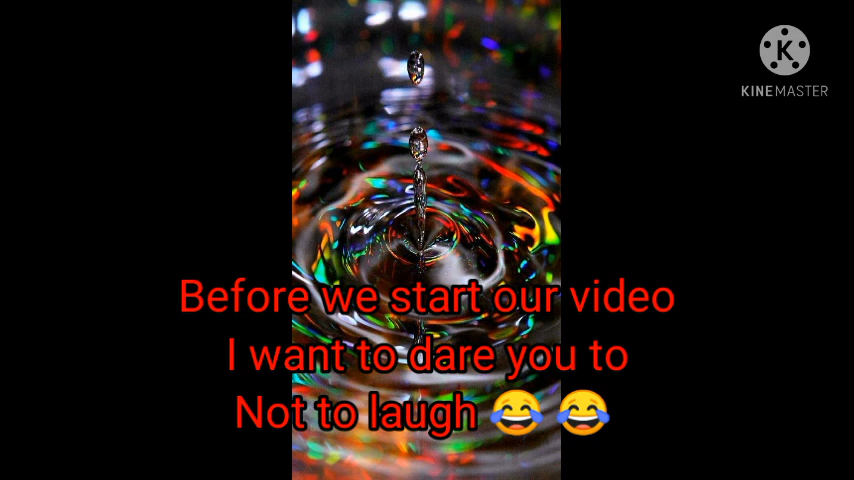 KINEMASTER
Before we start our video
I want to dare you to
Not to laugh 😂 😂